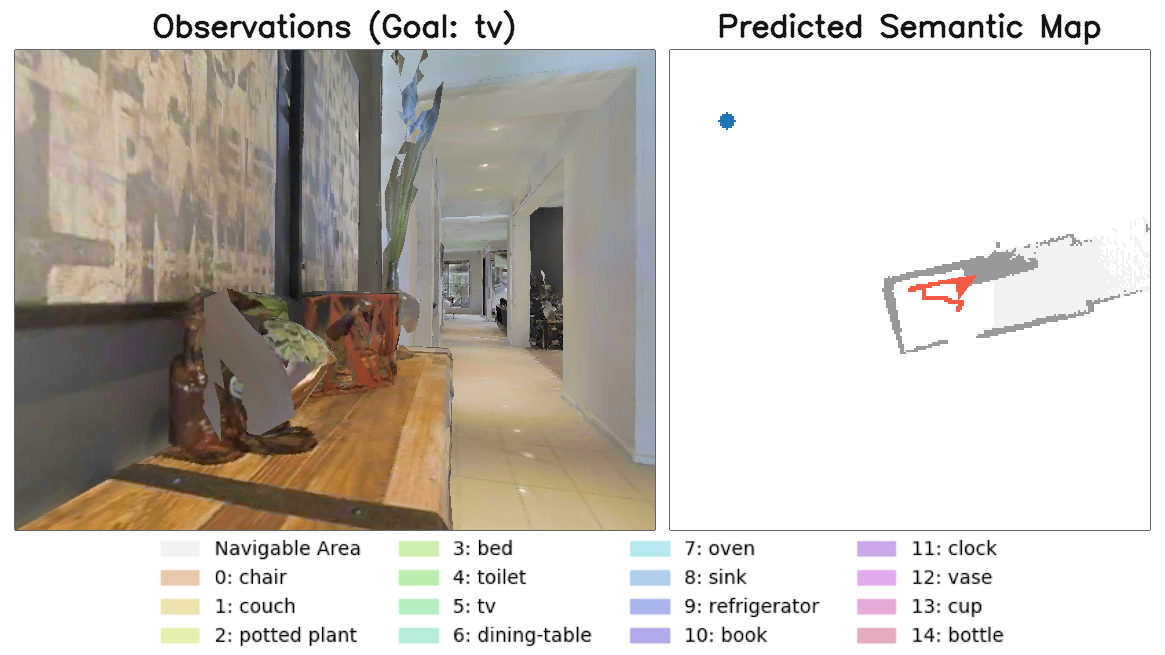 Observations (Goal: tv)
Predicted Semantic Map
Navigable Area
0: chair
1: couch
2: potted plant
3: bed
4: toilet
5: tv
6: dining-table
7: oven
8: sink
9: refrigerator
10: book
11: clock
12: vase
13: cup
14: bottle